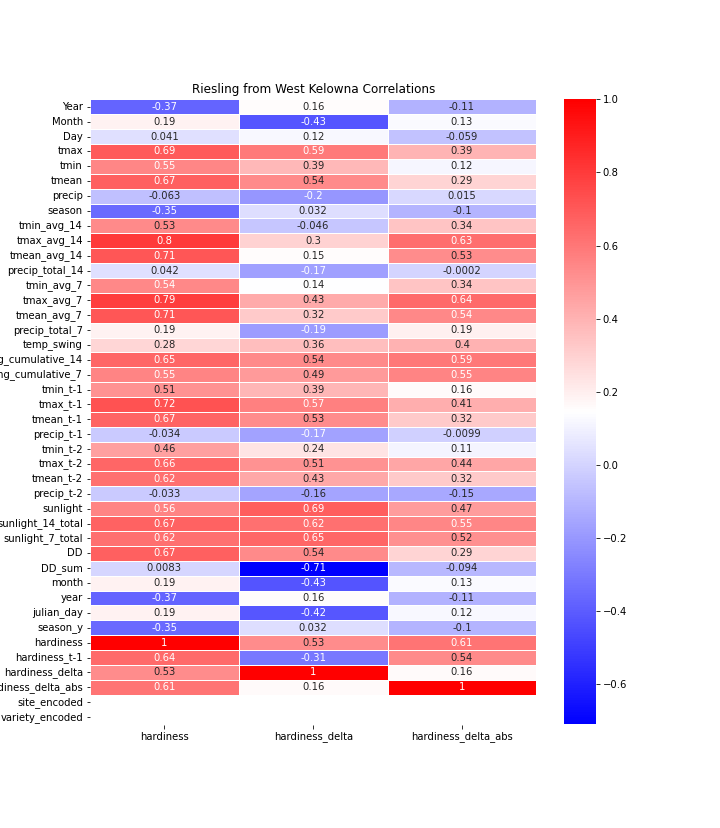 Riesling from West Kelowna Correlations
Year -0.37 0.16 -0.11
Month 0.19 -0.43 0.13
Day 0.041 0.12 -0.059
tmax 0.69 0.59 0.39
tmin 0.55 0.39 0.12
tmean 0.67 0.54 0.29
precip -0.063 -0.2 0.015
season -0.35 0.032 -0.1
tmin_avg_14 0.53 -0.046 0.34
tmax_avg_14 0.8 0.3 0.63
tmean_avg_14 0.71 0.15 0.53
precip_total_14 0.042 -0.17 -0.0002
tmin_avg_7 0.54 0.14 0.34
tmax_avg_7 0.79 0.43 0.64
tmean_avg_7 0.71 0.32 0.54
precip_total_7 0.19 -0.19 0.19
temp_swing 0.28 0.36 0.4
g_cumulative_14 0.65 0.54 0.59
ng_cumulative_7 0.55 0.49 0.55
tmin_t-1 0.51 0.39 0.16
tmax_t-1 0.72 0.57 0.41
tmean_t-1 0.67 0.53 0.32
precip_t-1 -0.034 -0.17 -0.0099
tmin_t-2 0.46 0.24 0.11
tmax_t-2 0.66 0.51 0.44
tmean_t-2 0.62 0.43 0.32
precip_t-2 -0.033 -0.16 -0.15
sunlight 0.56 0.69 0.47
sunlight_14_total 0.67 0.62 0.55
sunlight_7_total 0.62 0.65 0.52
DD 0.67 0.54 0.29
DD_sum 0.0083 -0.71 -0.094
month 0.19 -0.43 0.13
year -0.37 0.16 -0.11
julian_day 0.19 -0.42 0.12
season_y -0.35 0.032 -0.1
hardiness 1 0.53 0.61
hardiness_t-1 0.64 -0.31 0.54
hardiness_delta 0.53 1 0.16
diness_delta_abs 0.61 0.16 1
site_encoded
variety_encoded
hardiness hardiness_delta hardiness_delta_abs
1.0
0.8
0.6
0.4
0.2
0.0
−0.2
−0.4
−0.6